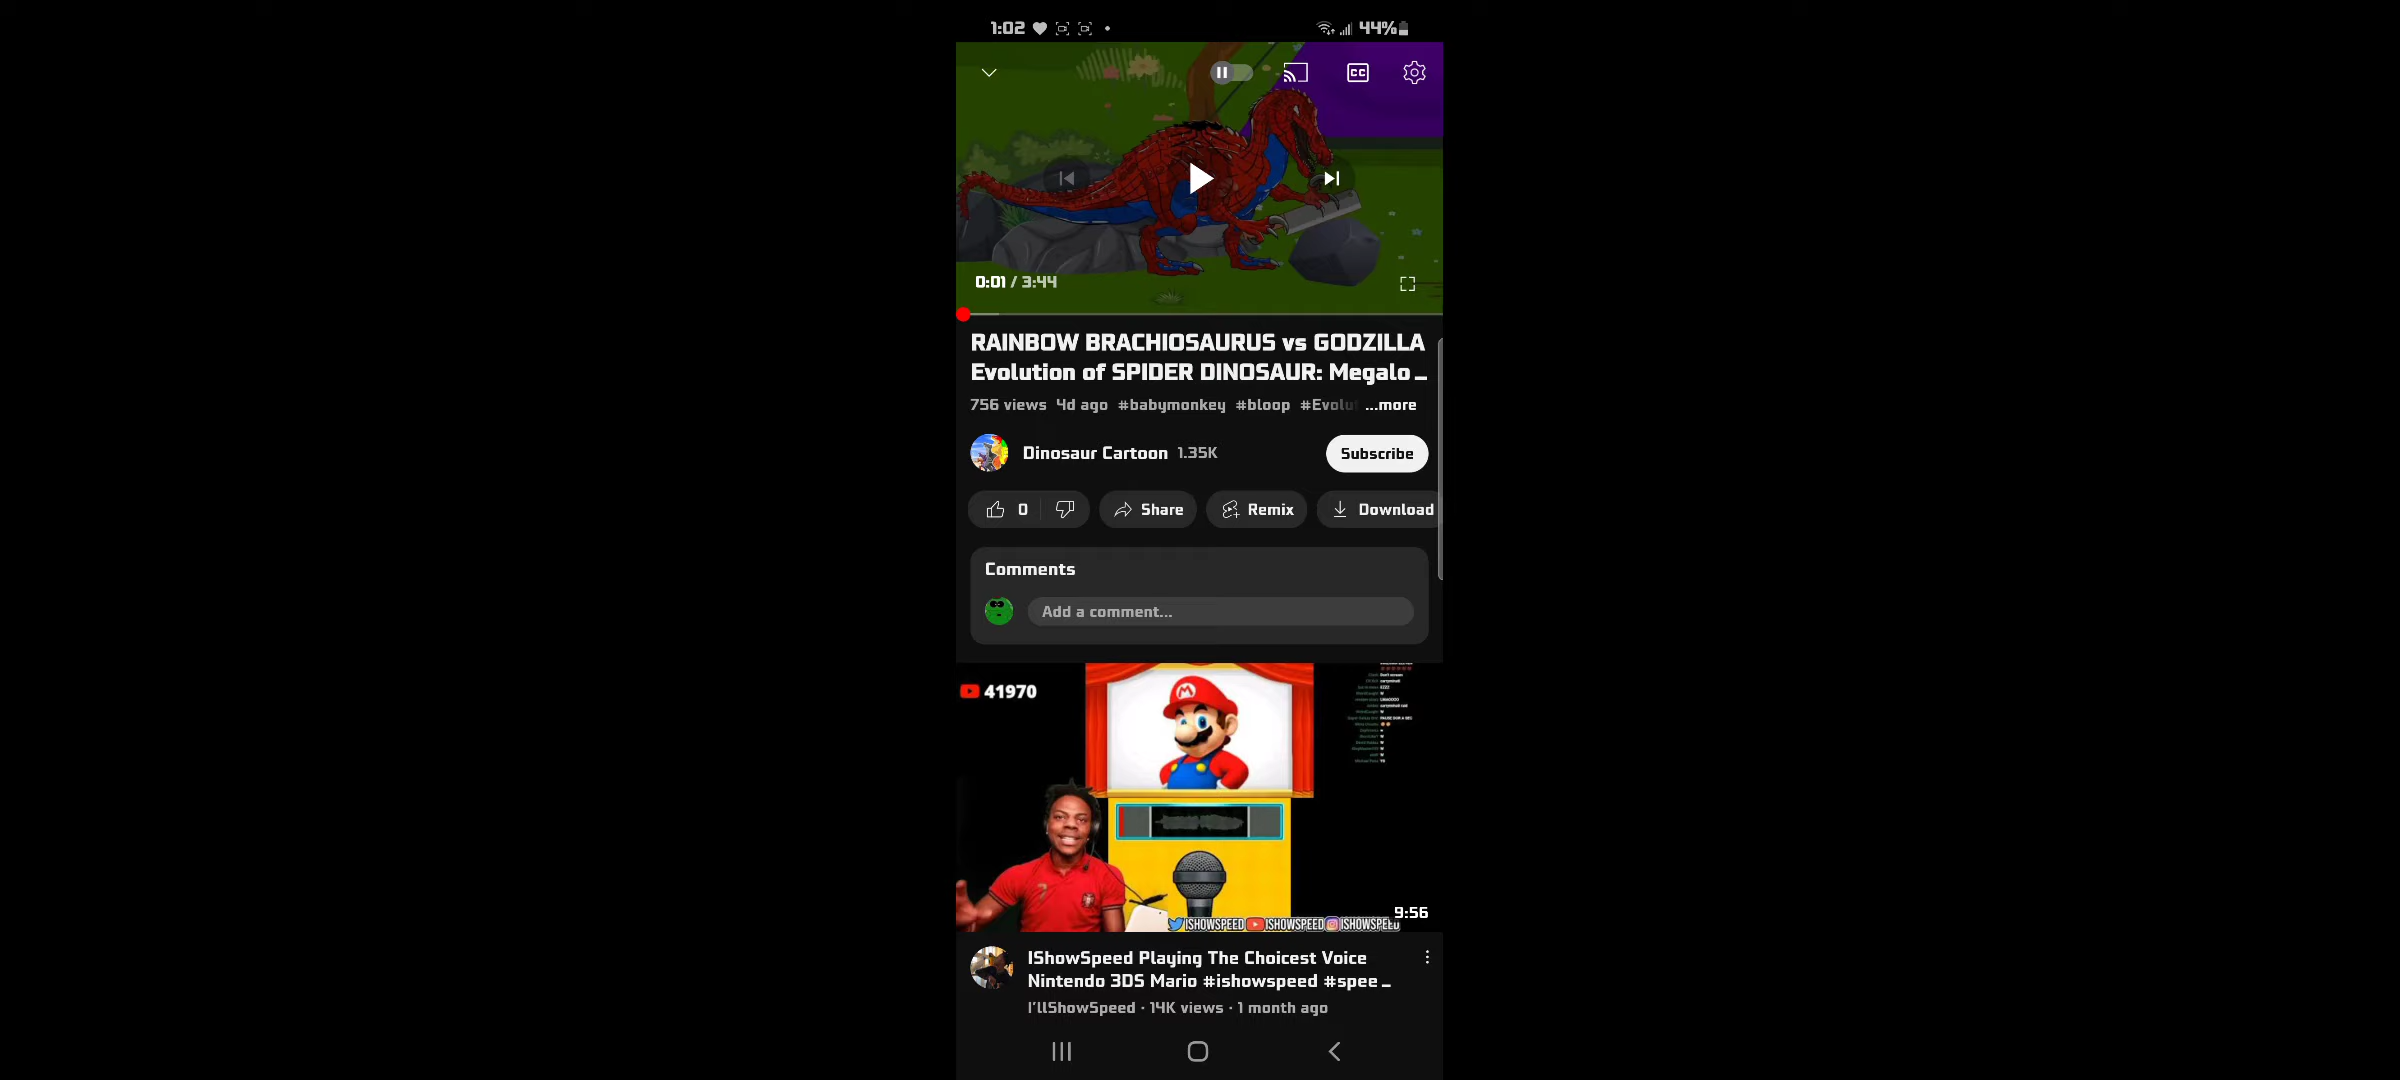 1:02
44%
CC
0:01 / 3:44
RAINBOW BRACHIOSAURUS vs GODZILLA
Evolution of SPIDER DINOSAUR: Megalo...
756 views 4d ago #babymonkey #bloop #Evolu ...more
Dinosaur Cartoon 1.35K
Subscribe
0
Share
Remix
Download
Comments
Add a comment...
41970
M
ISHOWSPEED ISHOWSPEED ISHOWSPEED
9:56
IShowSpeed Playing The Choicest Voice
Nintendo 3DS Mario #ishowspeed #spee...
I'llShowSpeed · 14K views · 1 month ago